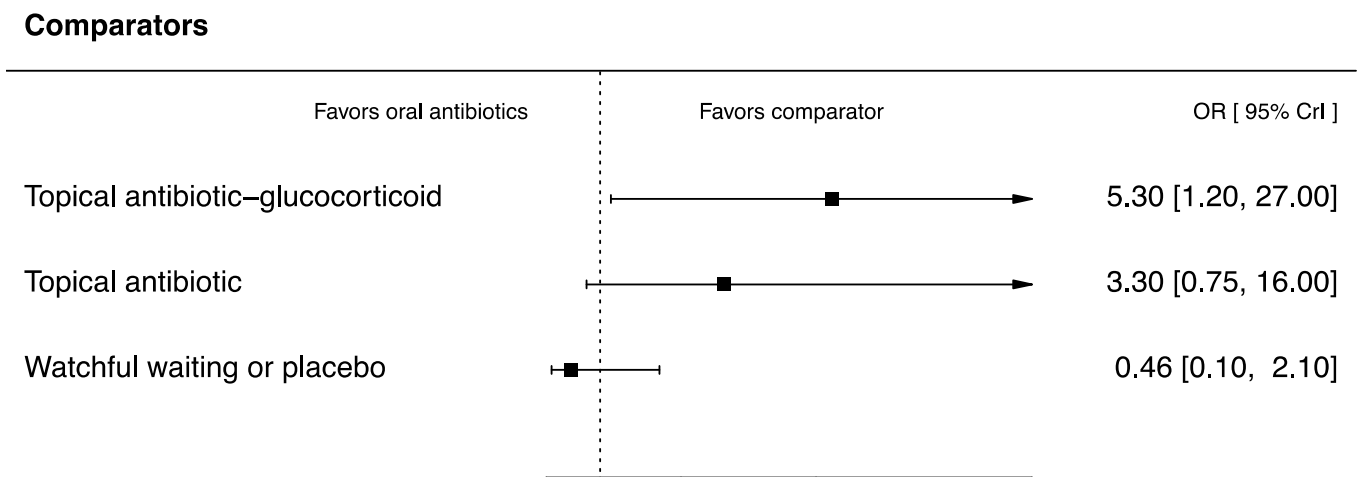 Comparators
Favors oral antibiotics Favors comparator OR [ 95% CrI ]
Topical antibiotic–glucocorticoid 5.30 [1.20, 27.00]
Topical antibiotic 3.30 [0.75, 16.00]
Watchful waiting or placebo 0.46 [0.10, 2.10]